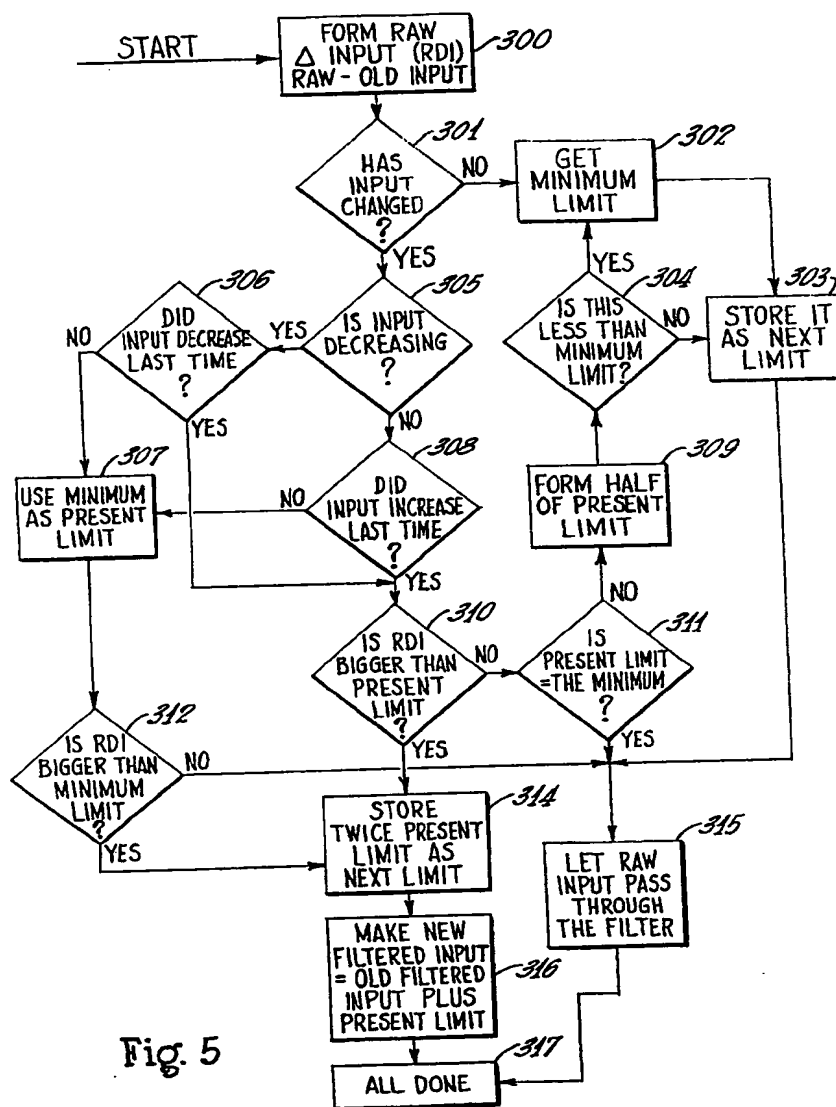 START
FORM RAW
△ INPUT (RDI)
RAW - OLD INPUT
300
301
HAS
INPUT
CHANGED
?
NO
YES
302
GET
MINIMUM
LIMIT
303
STORE IT
AS NEXT
LIMIT
304
IS THIS
LESS THAN
MINIMUM
LIMIT?
YES
NO
305
IS INPUT
DECREASING
?
YES
NO
306
DID
INPUT DECREASE
LAST TIME
?
NO
YES
307
USE MINIMUM
AS PRESENT
LIMIT
308
DID
INPUT INCREASE
LAST TIME
?
NO
YES
309
FORM HALF
OF PRESENT
LIMIT
NO
310
IS RDI
BIGGER THAN
PRESENT
LIMIT
?
NO
YES
311
IS
PRESENT LIMIT
=THE MINIMUM
?
YES
312
IS RDI
BIGGER THAN
MINIMUM
LIMIT
?
NO
YES
314
STORE
TWICE PRESENT
LIMIT AS
NEXT LIMIT
315
LET RAW
INPUT PASS
THROUGH
THE FILTER
MAKE NEW
FILTERED INPUT
= OLD FILTERED
INPUT PLUS
PRESENT LIMIT
316
317
ALL DONE
Fig. 5